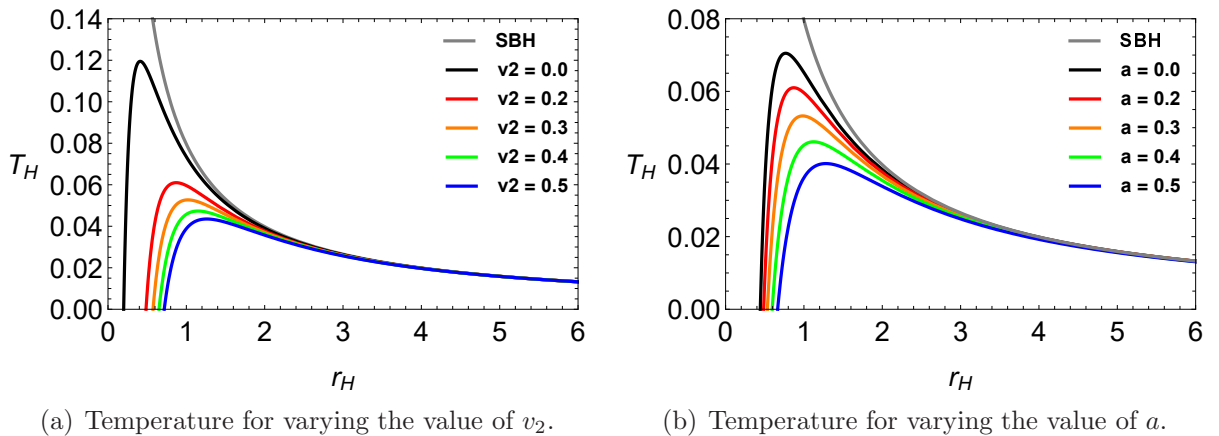 0.14
0.12
0.10
0.08
0.06
0.04
0.02
0.00
T_H
0 1 2 3 4 5 6
r_H
SBH
v2 = 0.0
v2 = 0.2
v2 = 0.3
v2 = 0.4
v2 = 0.5
(a) Temperature for varying the value of v₂.
0.08
0.06
0.04
0.02
0.00
T_H
0 1 2 3 4 5 6
r_H
SBH
a = 0.0
a = 0.2
a = 0.3
a = 0.4
a = 0.5
(b) Temperature for varying the value of a.